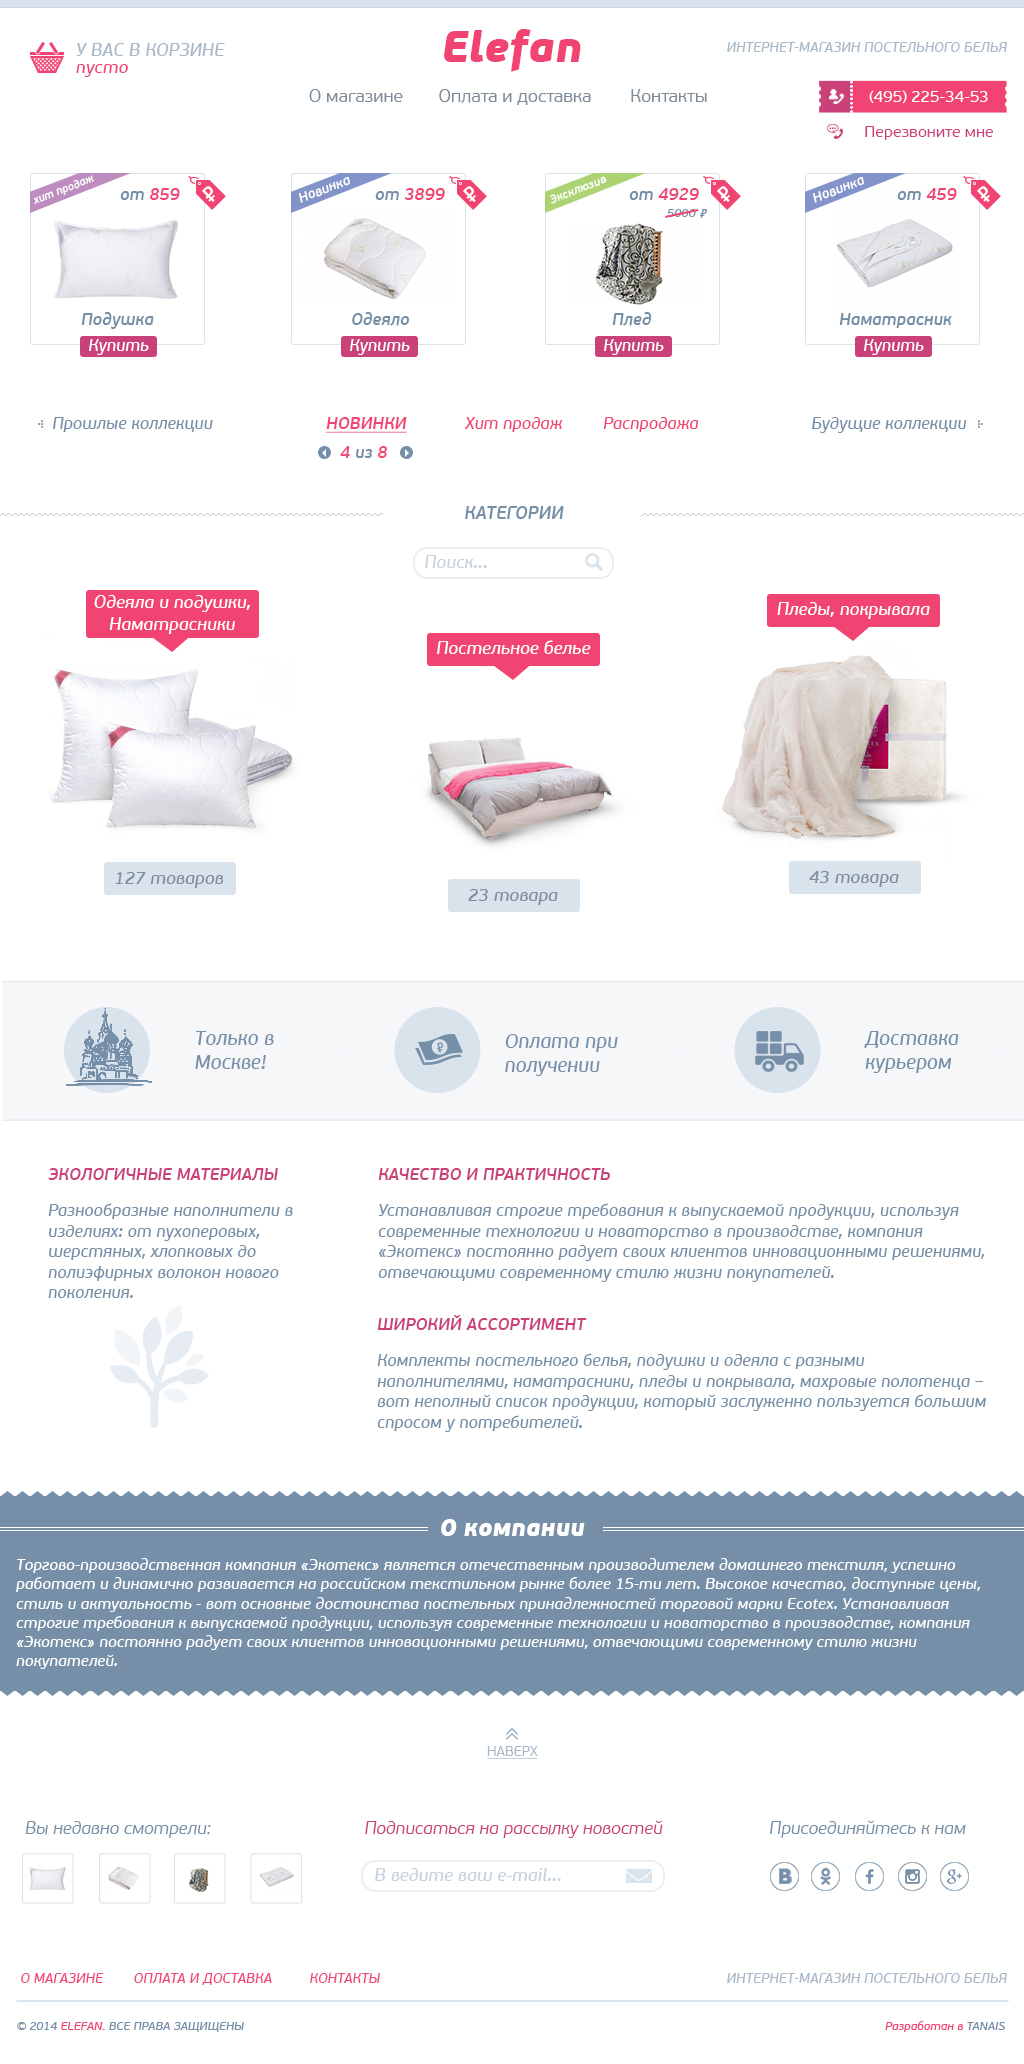 У ВАС В КОРЗИНЕ
пусто
Elefan
ИНТЕРНЕТ-МАГАЗИН ПОСТЕЛЬНОГО БЕЛЬЯ
О магазине
Оплата и доставка
Контакты
(495) 225-34-53
Перезвоните мне
хит продаж
от 859
Подушка
Купить
Новинка
от 3899
Одеяло
Купить
Эксклюзив
от 4929
5000 ₽
Плед
Купить
Новинка
от 459
Наматрасник
Купить
Прошлые коллекции
НОВИНКИ
Хит продаж
Распродажа
Будущие коллекции
4 из 8
КАТЕГОРИИ
Поиск...
Одеяла и подушки,
Наматрасники
Постельное белье
Пледы, покрывала
127 товаров
23 товара
43 товара
Только в
Москве!
Оплата при
получении
Доставка
курьером
ЭКОЛОГИЧНЫЕ МАТЕРИАЛЫ
Разнообразные наполнители в
изделиях: от пухоперовых,
шерстяных, хлопковых до
полиэфирных волокон нового
поколения.
КАЧЕСТВО И ПРАКТИЧНОСТЬ
Устанавливая строгие требования к выпускаемой продукции, используя
современные технологии и новаторство в производстве, компания
«Экотекс» постоянно радует своих клиентов инновационными решениями,
отвечающими современному стилю жизни покупателей.
ШИРОКИЙ АССОРТИМЕНТ
Комплекты постельного белья, подушки и одеяла с разными
наполнителями, наматрасники, пледы и покрывала, махровые полотенца –
вот неполный список продукции, который заслуженно пользуется большим
спросом у потребителей.
О компании
Торгово-производственная компания «Экотекс» является отечественным производителем домашнего текстиля, успешно
работает и динамично развивается на российском текстильном рынке более 15-ти лет. Высокое качество, доступные цены,
стиль и актуальность - вот основные достоинства постельных принадлежностей торговой марки Ecotex. Устанавливая
строгие требования к выпускаемой продукции, используя современные технологии и новаторство в производстве, компания
«Экотекс» постоянно радует своих клиентов инновационными решениями, отвечающими современному стилю жизни
покупателей.
НАВЕРХ
Вы недавно смотрели:
Подписаться на рассылку новостей
Присоединяйтесь к нам
В ведите ваш e-mail...
О МАГАЗИНЕ
ОПЛАТА И ДОСТАВКА
КОНТАКТЫ
ИНТЕРНЕТ-МАГАЗИН ПОСТЕЛЬНОГО БЕЛЬЯ
© 2014 ELEFAN. ВСЕ ПРАВА ЗАЩИЩЕНЫ
Разработан в TANAIS